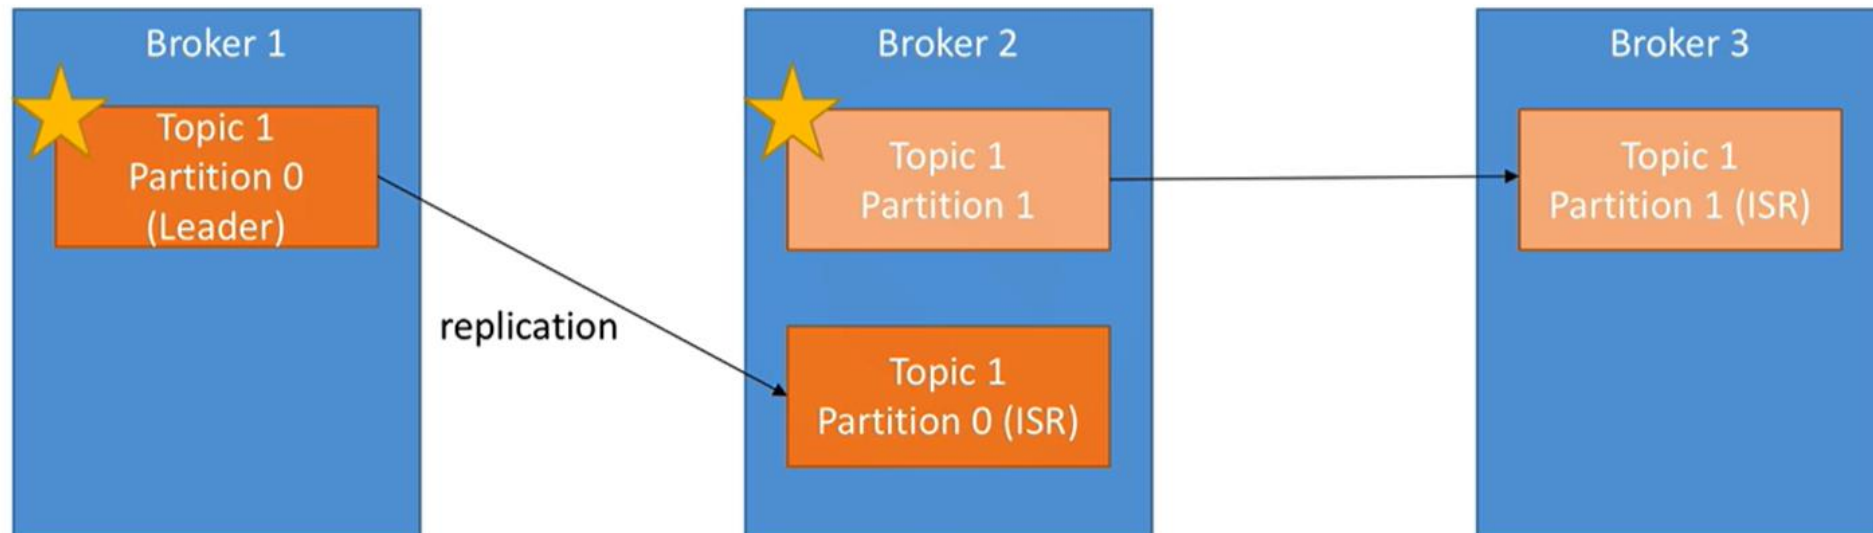 Broker 1
Topic 1
Partition 0
(Leader)
replication
Broker 2
Topic 1
Partition 1
Topic 1
Partition 0 (ISR)
Broker 3
Topic 1
Partition 1 (ISR)